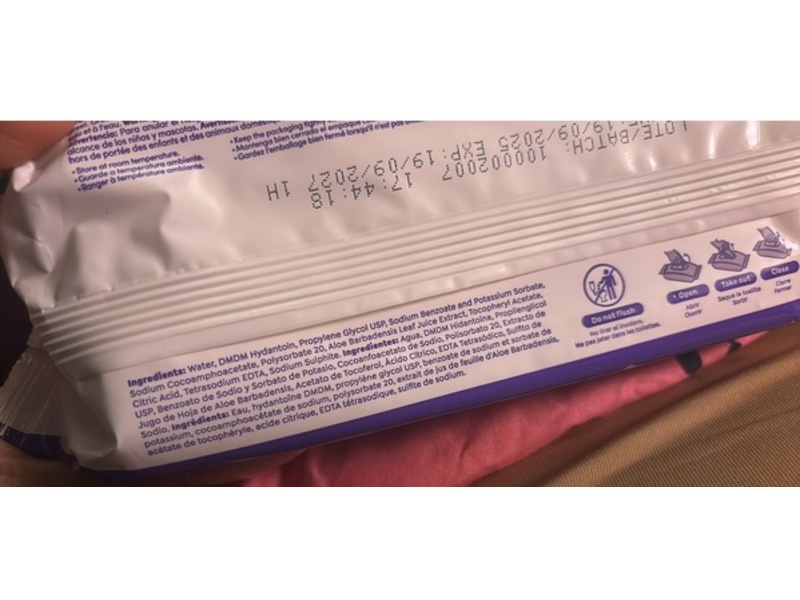 et à l'eau.
Advertencia: Para anular el
alcance de los niños y mascotas.
hors de portée des enfants et des animaux
• Store at room temperature.
• Guarde a temperatura ambiente.
• Ranger à température ambiante.
• Keep the packaging
• Mantenga bien cerrado el empaque
• Gardez l'emballage bien fermé lorsqu'il n'est pas
LOTE/BATCH: 100002007 17:44:18
19/09/2025 EXP: 19/09/2027 1H
Ingredients: Water, DMDM Hydantoin, Propylene Glycol USP, Sodium Benzoate and Potassium Sorbate,
Sodium Cocoamphoacetate, Polysorbate 20, Aloe Barbadensis Leaf Juice Extract, Tocopheryl Acetate,
Citric Acid, Tetrasodium EDTA, Sodium Sulphite. Ingredientes: Agua, DMDM Hidantoina, Propilenglicol
USP, Benzoato de Sodio y Sorbato de Potasio, Cocoanfoacetato de Sodio, Polisorbato 20, Extracto de
Jugo de Hoja de Aloe Barbadensis, Acetato de Tocoferol, Ácido Cítrico, EDTA Tetrasódico, Sulfito de
Sodio. Ingrédients: Eau, hydantoïne DMDM, propylène glycol USP, benzoate de sodium et sorbate de
potassium, cocoamphoacétate de sodium, polysorbate 20, extrait de jus de feuille d'Aloe Barbadensis,
acétate de tocophéryle, acide citrique, EDTA tétrasodique, sulfite de sodium.
Do not flush
No tirar al inodoro.
Ne pas jeter dans les toilettes.
• Open
Abrir
Ouvrir
Take out
Saque la toallita
Sortir
Close
Cierre
Fermer